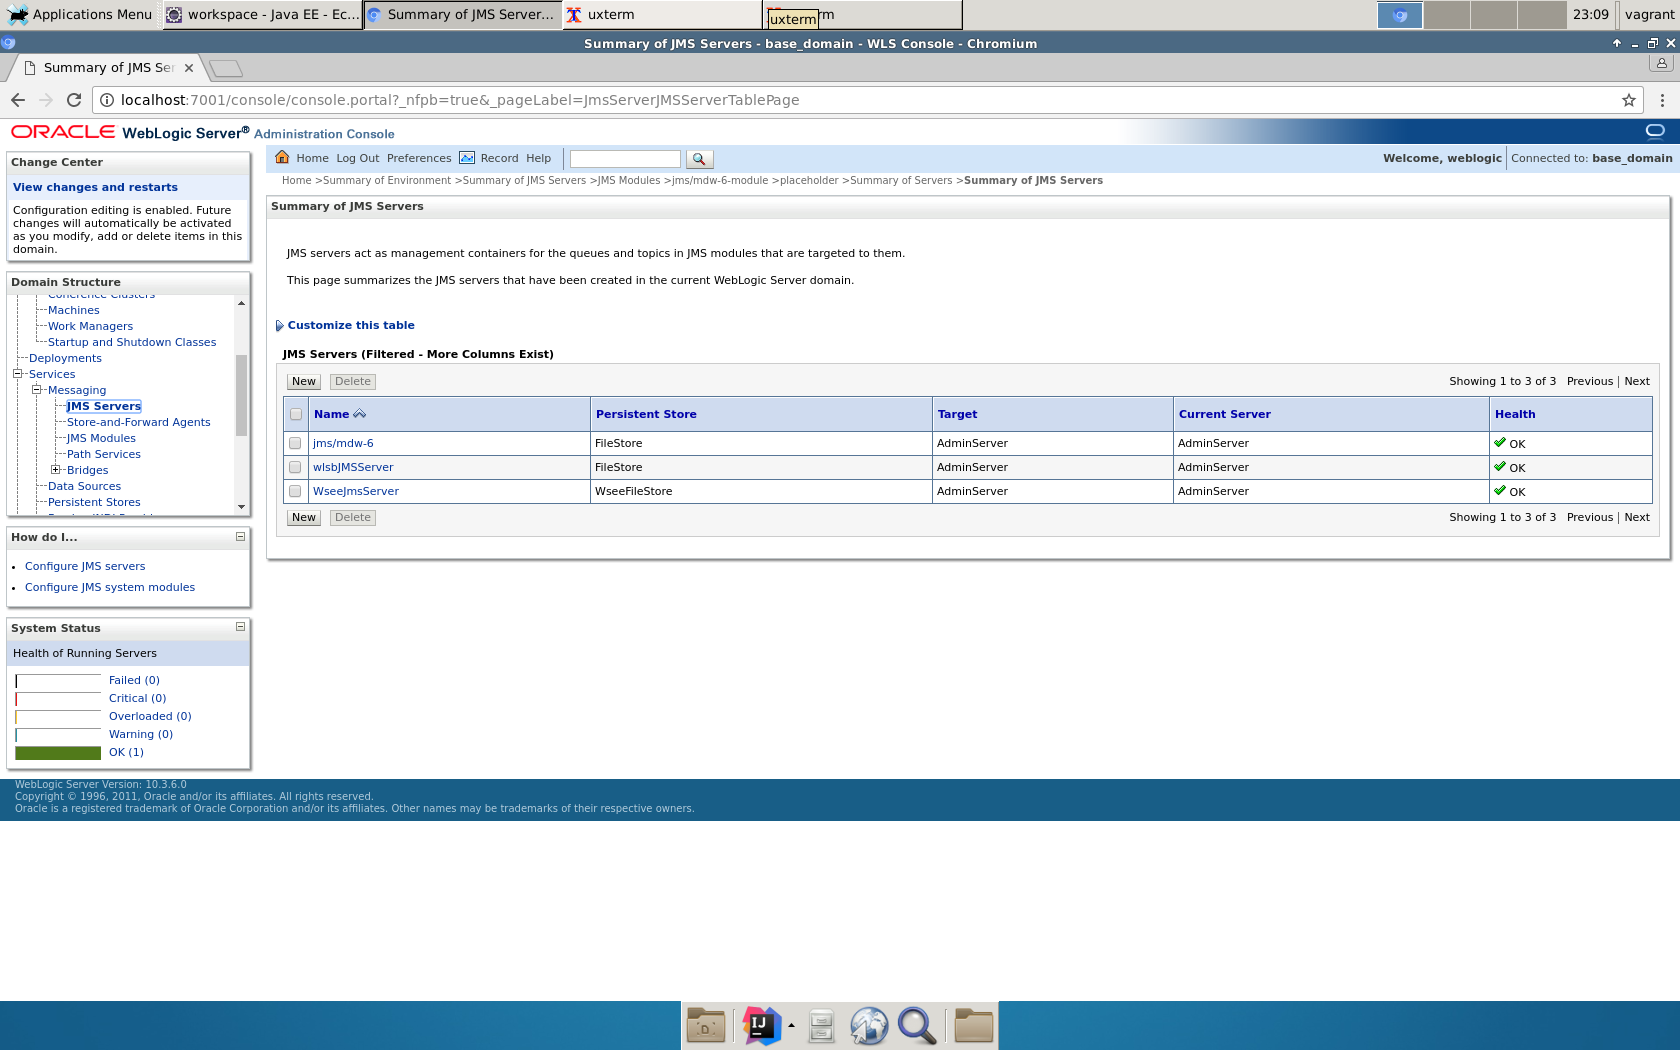 Applications Menu
workspace - Java EE - Ec...
Summary of JMS Server...
uxterm
uxterm
23:09
vagrant
Summary of JMS Servers - base_domain - WLS Console - Chromium
Summary of JMS Ser
localhost:7001/console/console.portal?_nfpb=true&_pageLabel=JmsServerJMSServerTablePage
ORACLE WebLogic Server® Administration Console
Change Center
View changes and restarts
Configuration editing is enabled. Future
changes will automatically be activated
as you modify, add or delete items in this
domain.
Domain Structure
Conference Clusters
Machines
Work Managers
Startup and Shutdown Classes
Deployments
Services
Messaging
JMS Servers
Store-and-Forward Agents
JMS Modules
Path Services
Bridges
Data Sources
Persistent Stores
How do I...
Configure JMS servers
Configure JMS system modules
System Status
Health of Running Servers
Failed (0)
Critical (0)
Overloaded (0)
Warning (0)
OK (1)
Home Log Out Preferences Record Help
Welcome, weblogic Connected to: base_domain
Home >Summary of Environment >Summary of JMS Servers >JMS Modules >jms/mdw-6-module >placeholder >Summary of Servers >Summary of JMS Servers
Summary of JMS Servers
JMS servers act as management containers for the queues and topics in JMS modules that are targeted to them.
This page summarizes the JMS servers that have been created in the current WebLogic Server domain.
Customize this table
JMS Servers (Filtered - More Columns Exist)
New Delete Showing 1 to 3 of 3 Previous | Next
Name Persistent Store Target Current Server Health
jms/mdw-6 FileStore AdminServer AdminServer OK
wlsbJMSServer FileStore AdminServer AdminServer OK
WseeJmsServer WseeFileStore AdminServer AdminServer OK
New Delete Showing 1 to 3 of 3 Previous | Next
WebLogic Server Version: 10.3.6.0
Copyright © 1996, 2011, Oracle and/or its affiliates. All rights reserved.
Oracle is a registered trademark of Oracle Corporation and/or its affiliates. Other names may be trademarks of their respective owners.
IJ